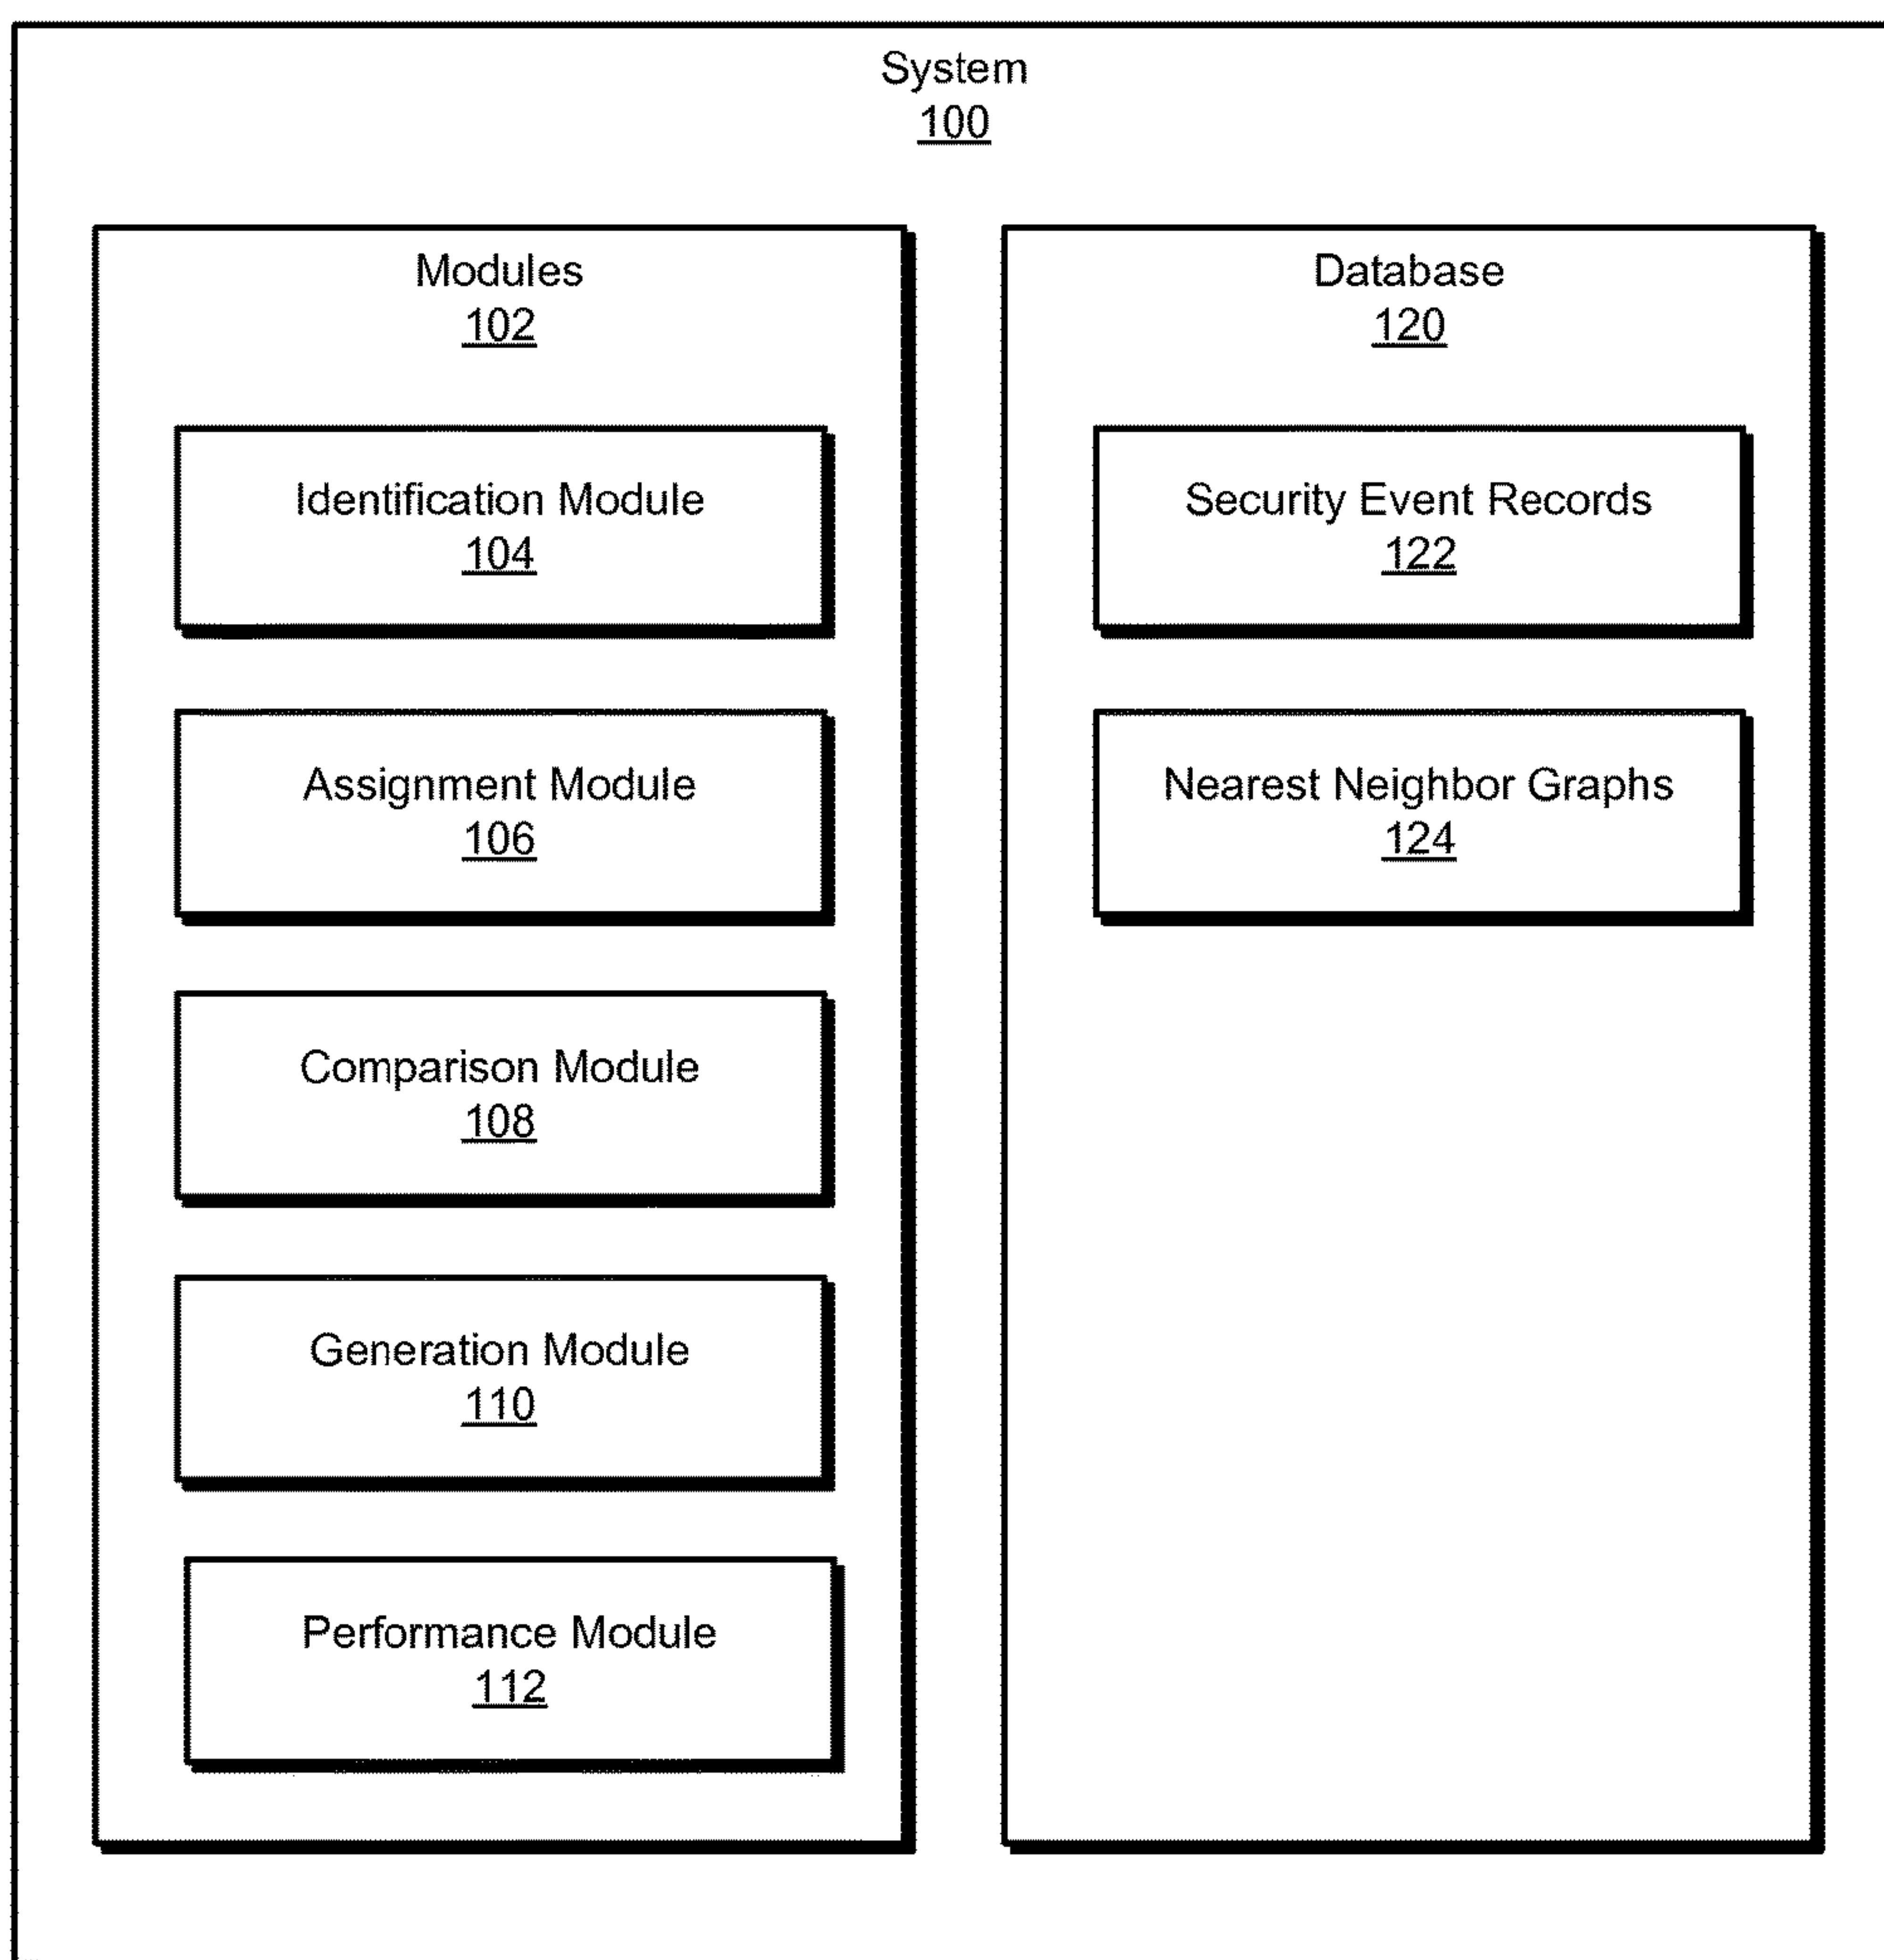 System
100
Modules
102
Identification Module
104
Assignment Module
106
Comparison Module
108
Generation Module
110
Performance Module
112
Database
120
Security Event Records
122
Nearest Neighbor Graphs
124